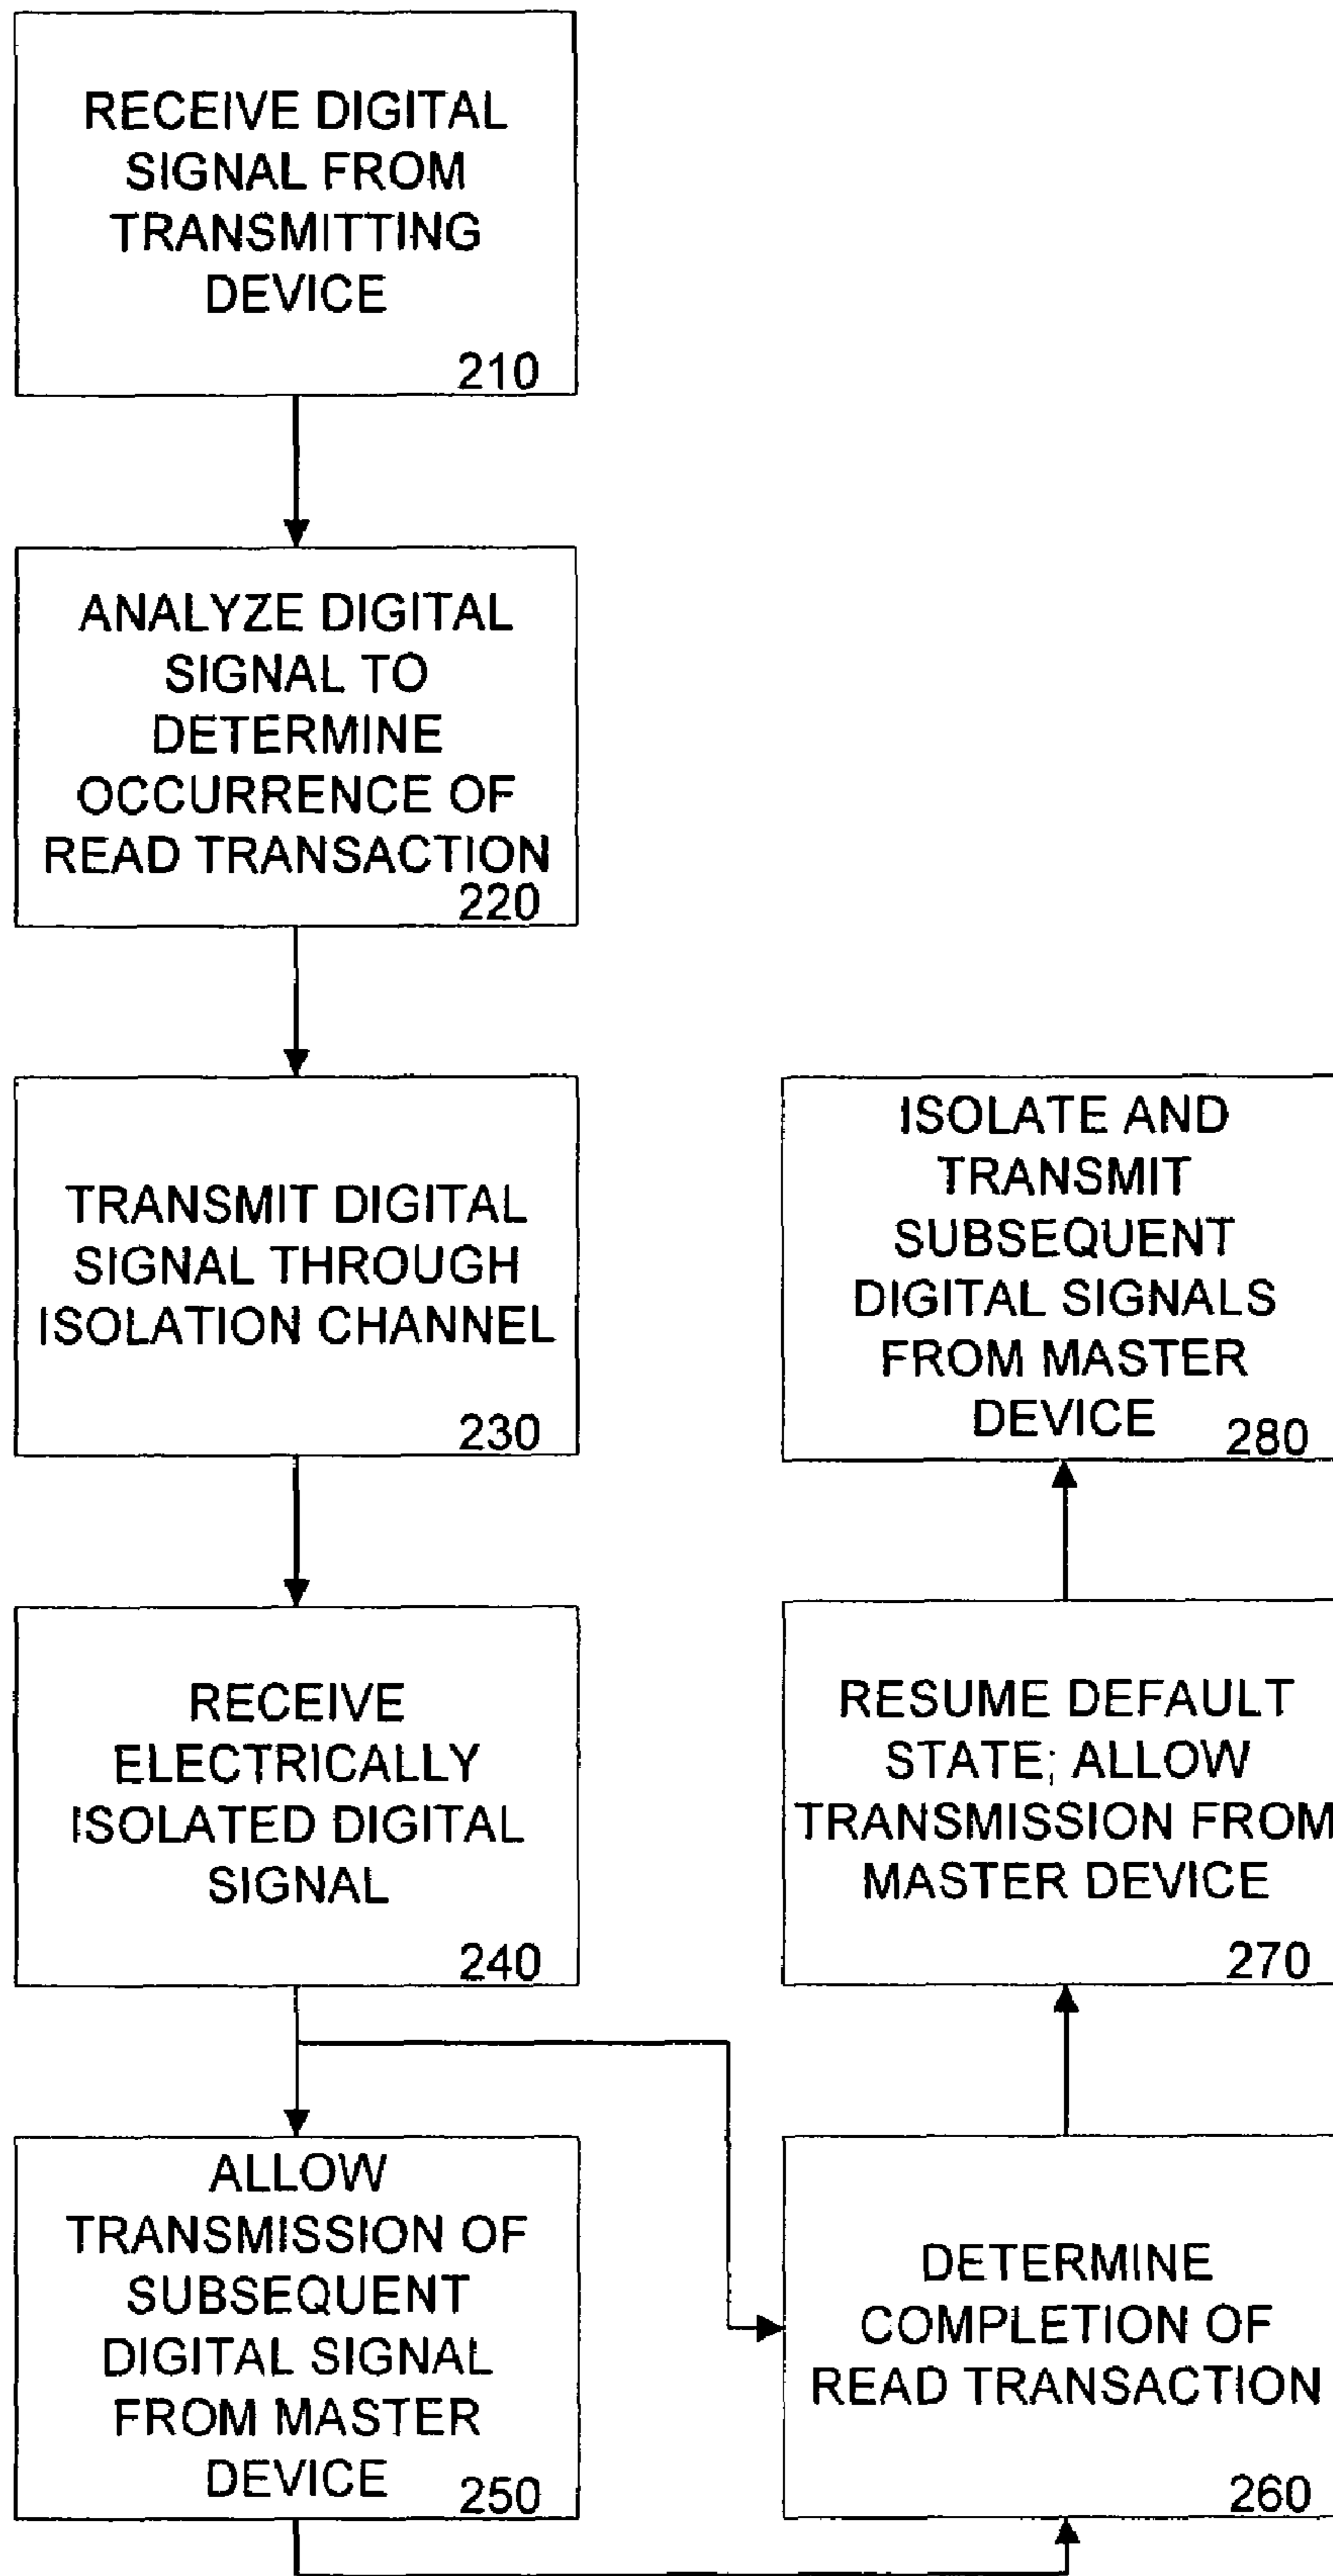 RECEIVE DIGITAL
SIGNAL FROM
TRANSMITTING
DEVICE
210
ANALYZE DIGITAL
SIGNAL TO
DETERMINE
OCCURRENCE OF
READ TRANSACTION
220
TRANSMIT DIGITAL
SIGNAL THROUGH
ISOLATION CHANNEL
230
RECEIVE
ELECTRICALLY
ISOLATED DIGITAL
SIGNAL
240
ALLOW
TRANSMISSION OF
SUBSEQUENT
DIGITAL SIGNAL
FROM MASTER
DEVICE
250
DETERMINE
COMPLETION OF
READ TRANSACTION
260
RESUME DEFAULT
STATE; ALLOW
TRANSMISSION FROM
MASTER DEVICE
270
ISOLATE AND
TRANSMIT
SUBSEQUENT
DIGITAL SIGNALS
FROM MASTER
DEVICE
280